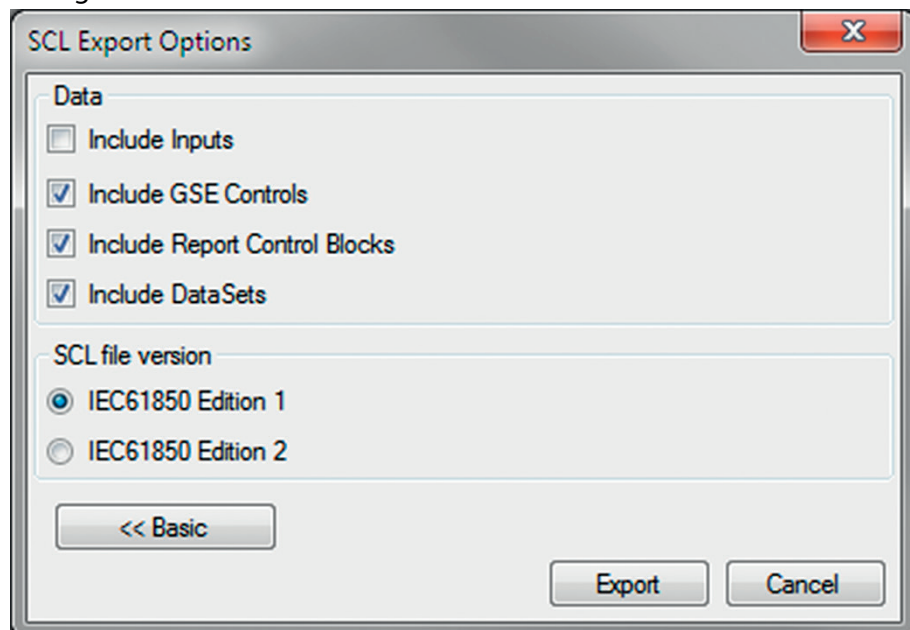 SCL Export Options
Data
Include Inputs
Include GSE Controls
Include Report Control Blocks
Include DataSets
SCL file version
IEC61850 Edition 1
IEC61850 Edition 2
<< Basic
Export Cancel